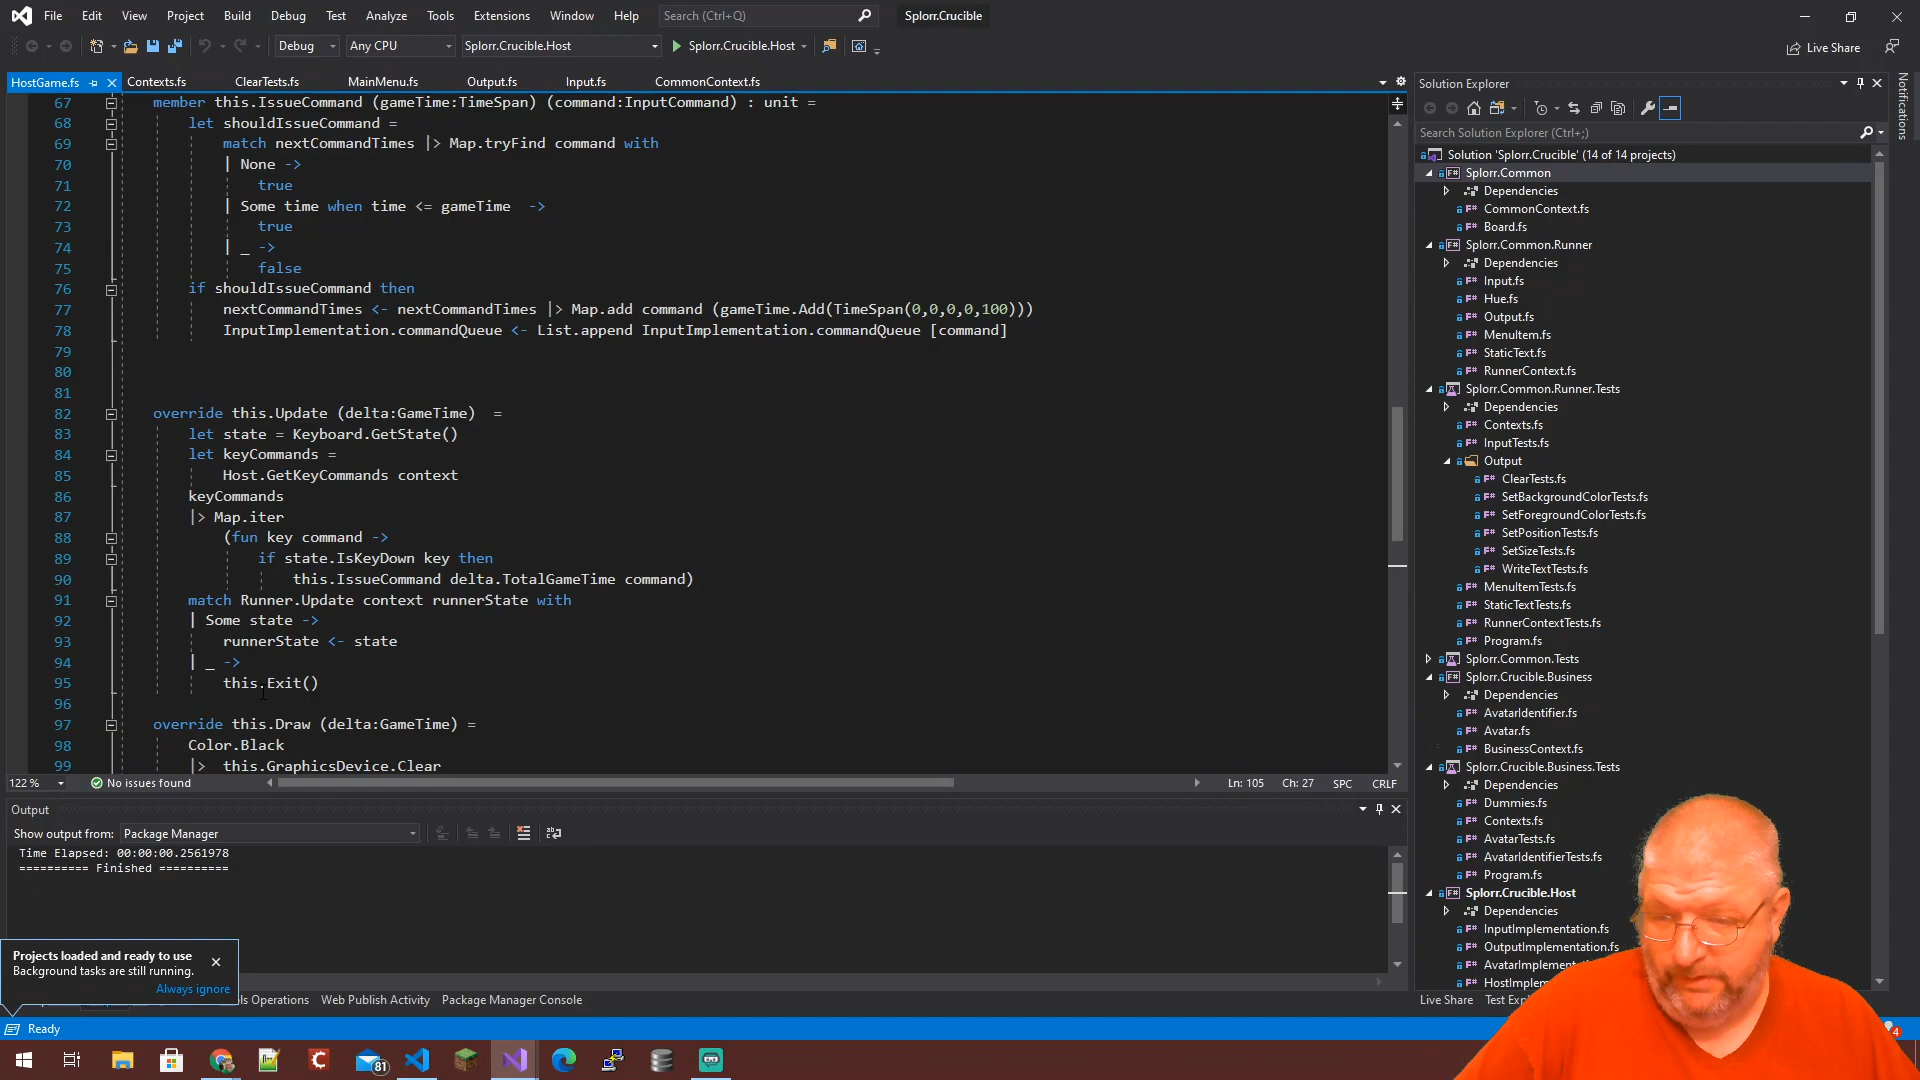 File Edit View Project Build Debug Test Analyze Tools Extensions Window Help Search (Ctrl+Q) Splorr.Crucible
Debug Any CPU Splorr.Crucible.Host Splorr.Crucible.Host Live Share
HostGame.fs Contexts.fs ClearTests.fs MainMenu.fs Output.fs Input.fs CommonContext.fs
67 member this.IssueCommand (gameTime:TimeSpan) (command:InputCommand) : unit =
68 let shouldIssueCommand =
69 match nextCommandTimes |> Map.tryFind command with
70 | None ->
71 true
72 | Some time when time <= gameTime ->
73 true
74 | _ ->
75 false
76 if shouldIssueCommand then
77 nextCommandTimes <- nextCommandTimes |> Map.add command (gameTime.Add(TimeSpan(0,0,0,0,100)))
78 InputImplementation.commandQueue <- List.append InputImplementation.commandQueue [command]
79
80
81
82 override this.Update (delta:GameTime) =
83 let state = Keyboard.GetState()
84 let keyCommands =
85 Host.GetKeyCommands context
86 keyCommands
87 |> Map.iter
88 (fun key command ->
89 if state.IsKeyDown key then
90 this.IssueCommand delta.TotalGameTime command)
91 match Runner.Update context runnerState with
92 | Some state ->
93 runnerState <- state
94 | _ ->
95 this.Exit()
96
97 override this.Draw (delta:GameTime) =
98 Color.Black
99 |> this.GraphicsDevice.Clear
122 % No issues found Ln: 105 Ch: 27 SPC CRLF
Output
Show output from: Package Manager
Time Elapsed: 00:00:00.2561978
========== Finished ==========
Projects loaded and ready to use
Background tasks are still running.
Always ignore
Is Operations Web Publish Activity Package Manager Console
Ready
81
Solution Explorer
Search Solution Explorer (Ctrl+;)
Solution 'Splorr.Crucible' (14 of 14 projects)
Splorr.Common
Dependencies
CommonContext.fs
Board.fs
Splorr.Common.Runner
Dependencies
Input.fs
Hue.fs
Output.fs
MenuItem.fs
StaticText.fs
RunnerContext.fs
Splorr.Common.Runner.Tests
Dependencies
Contexts.fs
InputTests.fs
Output
ClearTests.fs
SetBackgroundColorTests.fs
SetForegroundColorTests.fs
SetPositionTests.fs
SetSizeTests.fs
WriteTextTests.fs
MenuItemTests.fs
StaticTextTests.fs
RunnerContextTests.fs
Program.fs
Splorr.Common.Tests
Splorr.Crucible.Business
Dependencies
AvatarIdentifier.fs
Avatar.fs
BusinessContext.fs
Splorr.Crucible.Business.Tests
Dependencies
Dummies.fs
Contexts.fs
AvatarTests.fs
AvatarIdentifierTests.fs
Program.fs
Splorr.Crucible.Host
Dependencies
InputImplementation.fs
OutputImplementation.fs
AvatarImplementati
HostImple
Live Share Test Exp
Notifications
4